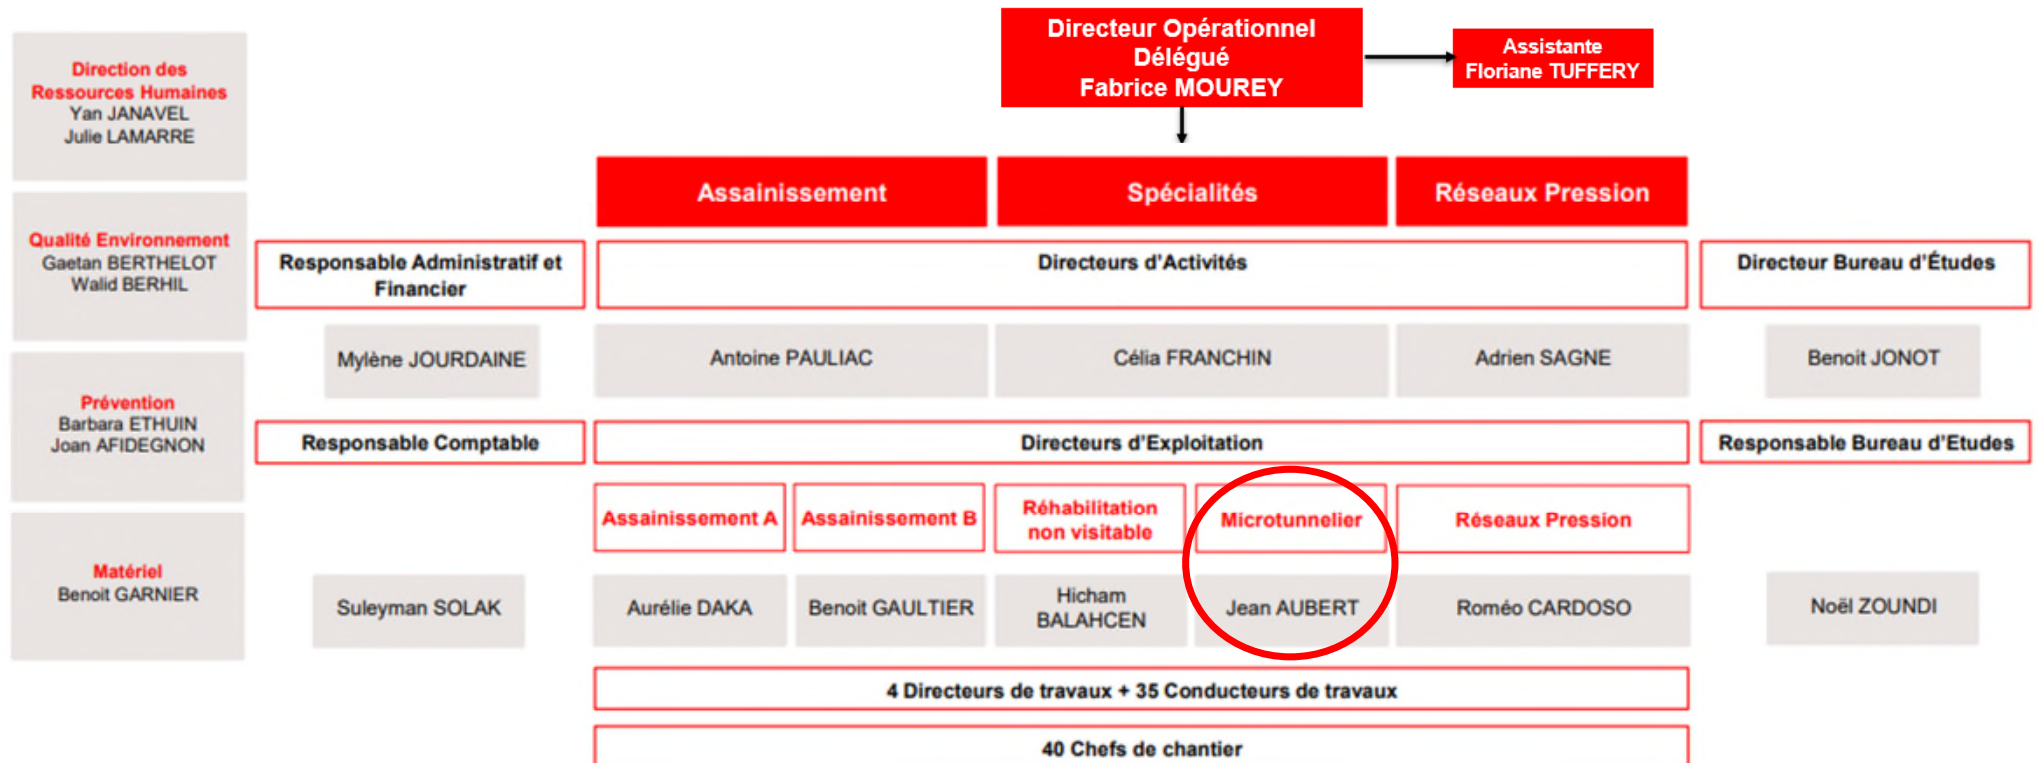 Directeur Opérationnel
Délégué
Fabrice MOUREY
Assistante
Floriane TUFFERY
Direction des
Ressources Humaines
Yan JANAVEL
Julie LAMARRE
Qualité Environnement
Gaetan BERTHELOT
Walid BERHIL
Prévention
Barbara ETHUIN
Joan AFIDEGNON
Matériel
Benoit GARNIER
Assainissement
Spécialités
Réseaux Pression
Responsable Administratif et
Financier
Directeurs d'Activités
Directeur Bureau d'Études
Mylène JOURDAINE
Antoine PAULIAC
Célia FRANCHIN
Adrien SAGNE
Benoit JONOT
Responsable Comptable
Directeurs d'Exploitation
Responsable Bureau d'Etudes
Assainissement A
Assainissement B
Réhabilitation
non visitable
Microtunnelier
Réseaux Pression
Suleyman SOLAK
Aurélie DAKA
Benoit GAULTIER
Hicham
BALAHCEN
Jean AUBERT
Roméo CARDOSO
Noël ZOUNDI
4 Directeurs de travaux + 35 Conducteurs de travaux
40 Chefs de chantier